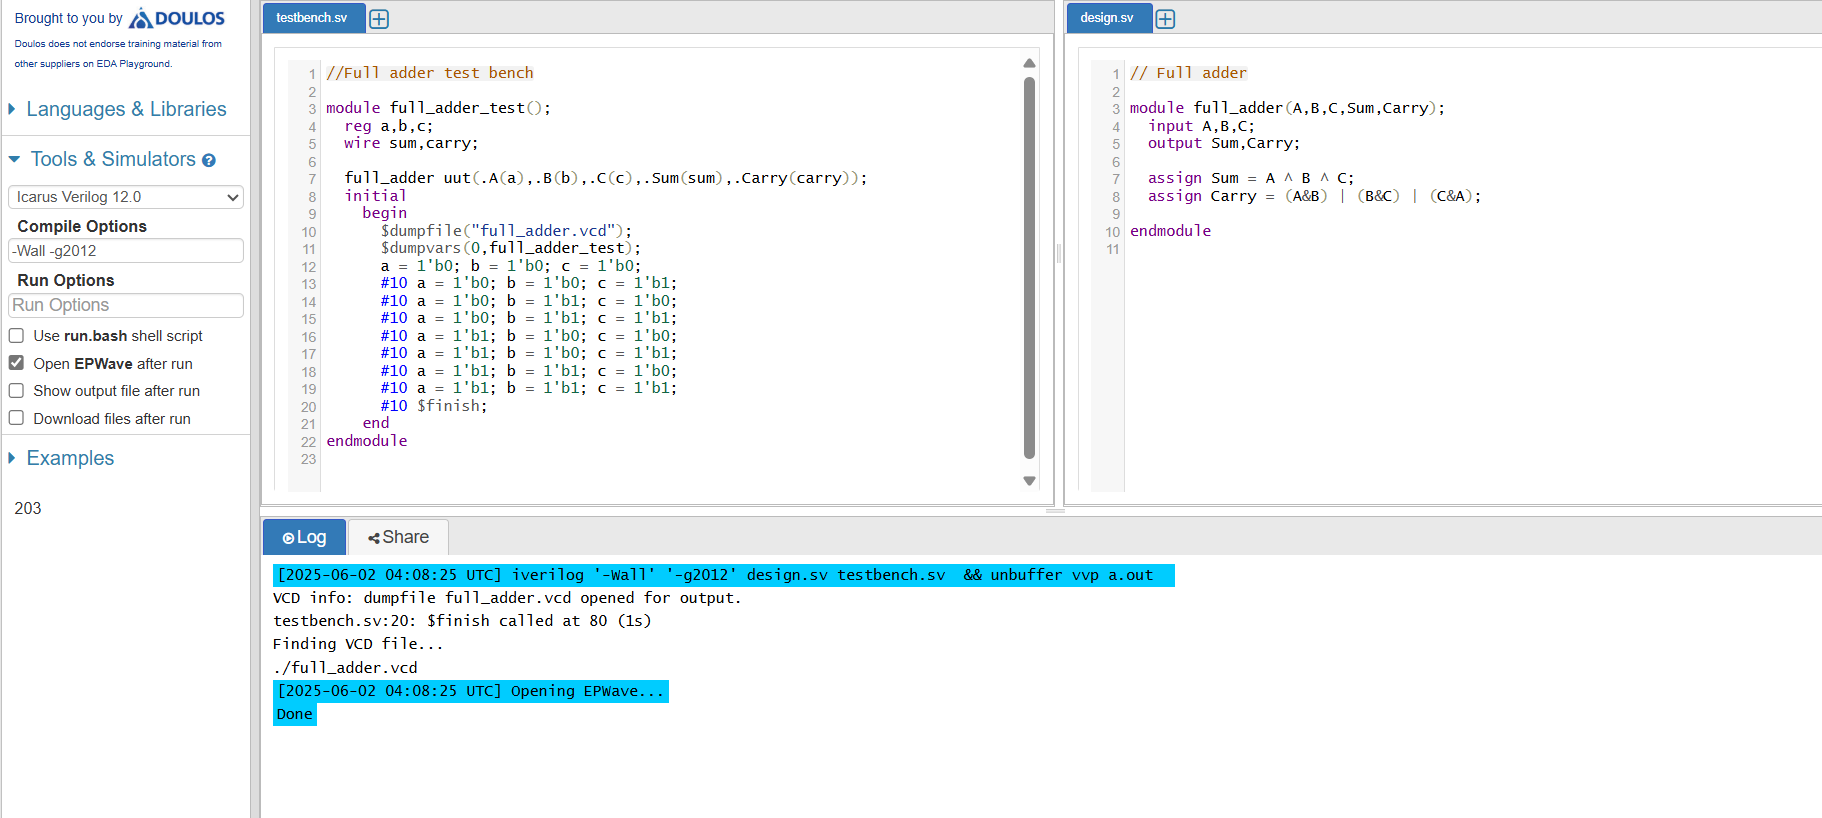 Brought to you by DOULOS
Doulos does not endorse training material from
other suppliers on EDA Playground.
Languages & Libraries
Tools & Simulators ?
Icarus Verilog 12.0
Compile Options
-Wall -g2012
Run Options
Run Options
Use run.bash shell script
Open EPWave after run
Show output file after run
Download files after run
Examples
203
testbench.sv
1 //Full adder test bench
2
3 module full_adder_test();
4 reg a,b,c;
5 wire sum,carry;
6
7 full_adder uut(.A(a),.B(b),.C(c),.Sum(sum),.Carry(carry));
8 initial
9 begin
10 $dumpfile("full_adder.vcd");
11 $dumpvars(0,full_adder_test);
12 a = 1'b0; b = 1'b0; c = 1'b0;
13 #10 a = 1'b0; b = 1'b0; c = 1'b1;
14 #10 a = 1'b0; b = 1'b1; c = 1'b0;
15 #10 a = 1'b0; b = 1'b1; c = 1'b1;
16 #10 a = 1'b1; b = 1'b0; c = 1'b0;
17 #10 a = 1'b1; b = 1'b0; c = 1'b1;
18 #10 a = 1'b1; b = 1'b1; c = 1'b0;
19 #10 a = 1'b1; b = 1'b1; c = 1'b1;
20 #10 $finish;
21 end
22 endmodule
23
design.sv
1 // Full adder
2
3 module full_adder(A,B,C,Sum,Carry);
4 input A,B,C;
5 output Sum,Carry;
6
7 assign Sum = A ^ B ^ C;
8 assign Carry = (A&B) | (B&C) | (C&A);
9
10 endmodule
11
Log
Share
[2025-06-02 04:08:25 UTC] iverilog '-Wall' '-g2012' design.sv testbench.sv && unbuffer vvp a.out
VCD info: dumpfile full_adder.vcd opened for output.
testbench.sv:20: $finish called at 80 (1s)
Finding VCD file...
./full_adder.vcd
[2025-06-02 04:08:25 UTC] Opening EPWave...
Done